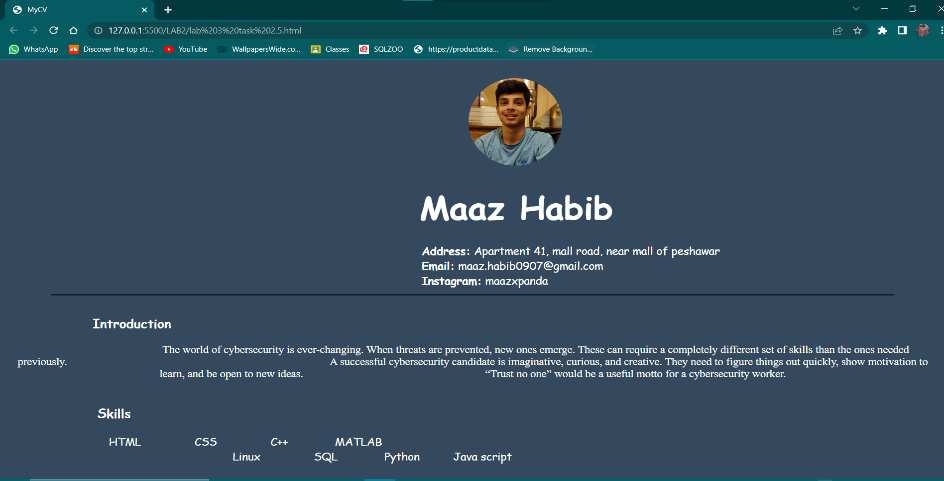 MyCV
127.0.0.1:5500/LAB2/lab%203%20task%202.5.html
WhatsApp Discover the top str... YouTube WallpapersWide.co... Classes SQLZOO https://productdata... Remove Backgroun...
Maaz Habib
Address: Apartment 41, mall road, near mall of peshawar
Email: maaz.habib0907@gmail.com
Instagram: maazxpanda
Introduction
The world of cybersecurity is ever-changing. When threats are prevented, new ones emerge. These can require a completely different set of skills than the ones needed
previously. A successful cybersecurity candidate is imaginative, curious, and creative. They need to figure things out quickly, show motivation to
learn, and be open to new ideas. “Trust no one” would be a useful motto for a cybersecurity worker.
Skills
HTML CSS C++ MATLAB
Linux SQL Python Java script